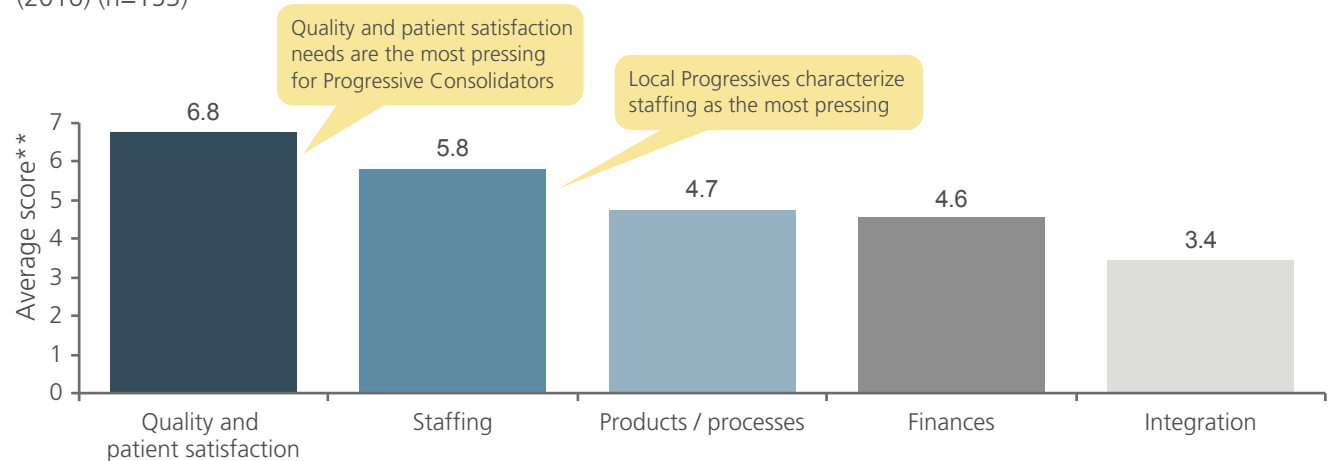 Quality and patient satisfaction
needs are the most pressing
for Progressive Consolidators
Local Progressives characterize
staffing as the most pressing
Average score**
7
6
5
4
3
2
1
0
6.8
5.8
4.7
4.6
3.4
Quality and
patient satisfaction
Staffing
Products / processes
Finances
Integration